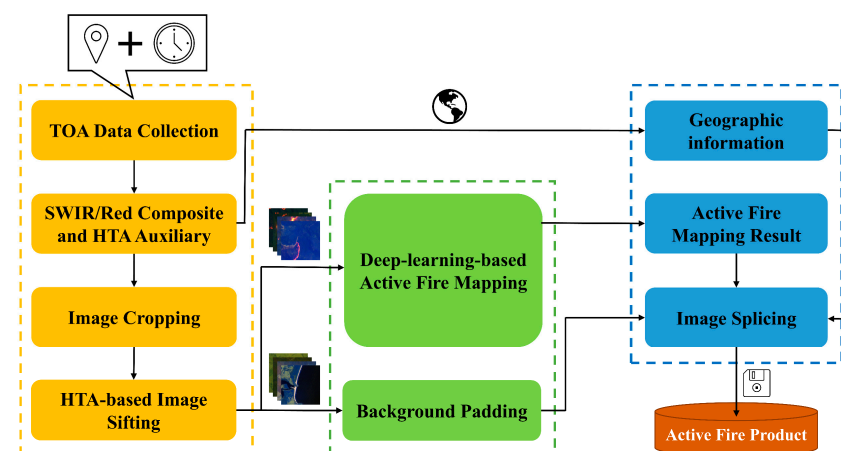 TOA Data Collection
SWIR/Red Composite
and HTA Auxiliary
Image Cropping
HTA-based Image
Sifting
Deep-learning-based
Active Fire Mapping
Background Padding
Geographic
information
Active Fire
Mapping Result
Image Splicing
Active Fire Product